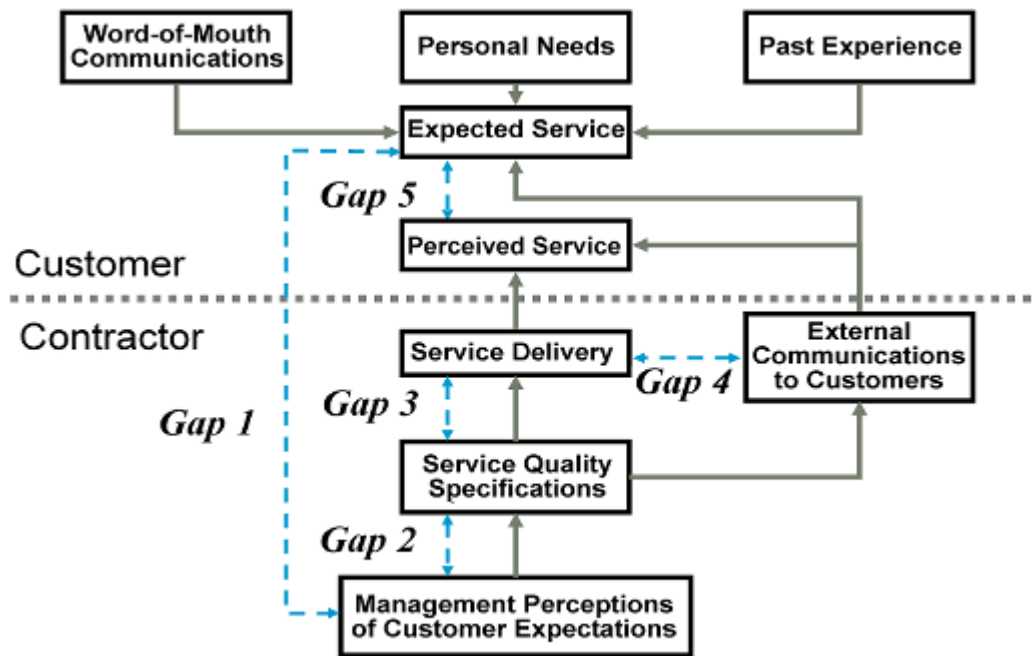 Word-of-Mouth
Communications
Personal Needs
Past Experience
Expected Service
Gap 5
Perceived Service
Customer
Contractor
Service Delivery
External
Communications
to Customers
Gap 4
Gap 3
Gap 1
Service Quality
Specifications
Gap 2
Management Perceptions
of Customer Expectations